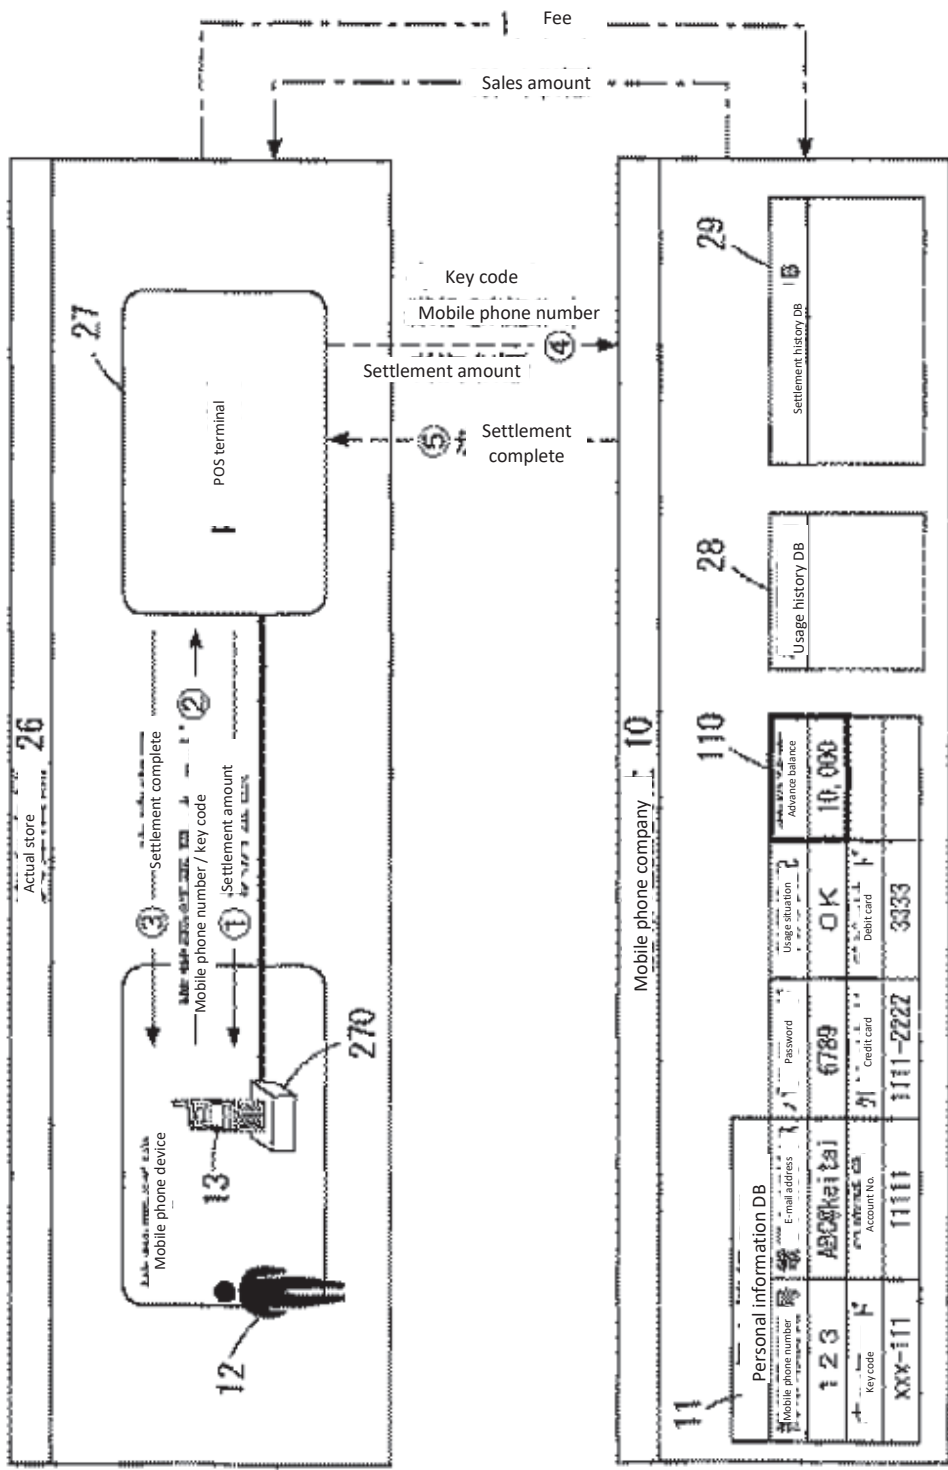 Fee
Sales amount
Actual store
26
27
POS terminal
③
Settlement complete
②
Mobile phone number / key code
①
Settlement amount
Mobile phone device
13
270
12
Key code
Mobile phone number
Settlement amount
④
⑤
Settlement
complete
Mobile phone company
10
11
Personal information DB
Mobile phone number
E-mail address
Password
Usage situation
Advance balance
123
6789
OK
10,000
110
Key code
Account No.
Credit card
Debit card
ド
xxx-111
11111
1111-2222
3333
28
Usage history DB
29
Settlement history DB